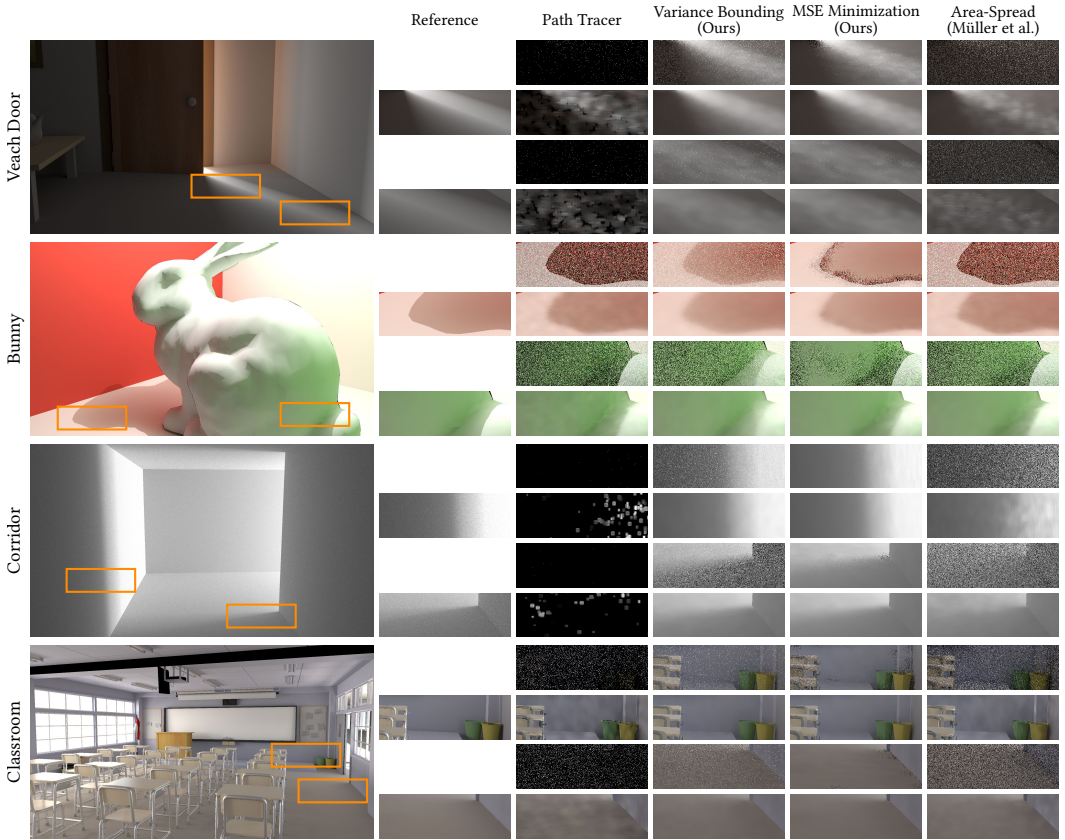 Reference
Path Tracer
Variance Bounding
(Ours)
MSE Minimization
(Ours)
Area-Spread
(Müller et al.)
Veach Door
Bunny
Corridor
Classroom